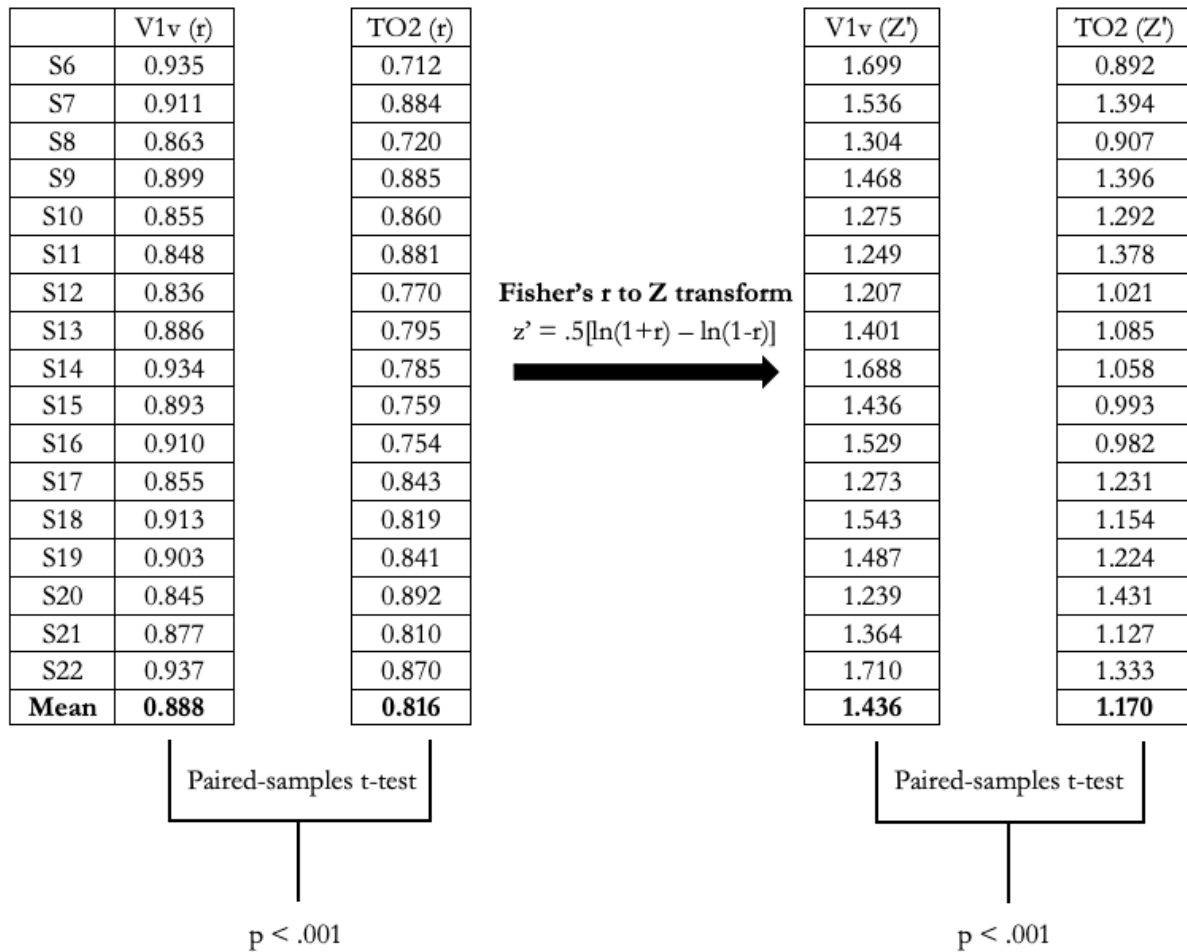 V1v (r) TO2 (r) V1v (Z') TO2 (Z')
S6 0.935 0.712 1.699 0.892
S7 0.911 0.884 1.536 1.394
S8 0.863 0.720 1.304 0.907
S9 0.899 0.885 1.468 1.396
S10 0.855 0.860 1.275 1.292
S11 0.848 0.881 1.249 1.378
S12 0.836 0.770 1.207 1.021
S13 0.886 0.795 1.401 1.085
S14 0.934 0.785 1.688 1.058
S15 0.893 0.759 1.436 0.993
S16 0.910 0.754 1.529 0.982
S17 0.855 0.843 1.273 1.231
S18 0.913 0.819 1.543 1.154
S19 0.903 0.841 1.487 1.224
S20 0.845 0.892 1.239 1.431
S21 0.877 0.810 1.364 1.127
S22 0.937 0.870 1.710 1.333
Mean 0.888 0.816 1.436 1.170
Fisher’s r to Z transform
z’ = .5[ln(1+r) – ln(1-r)]
Paired-samples t-test Paired-samples t-test
p < .001 p < .001